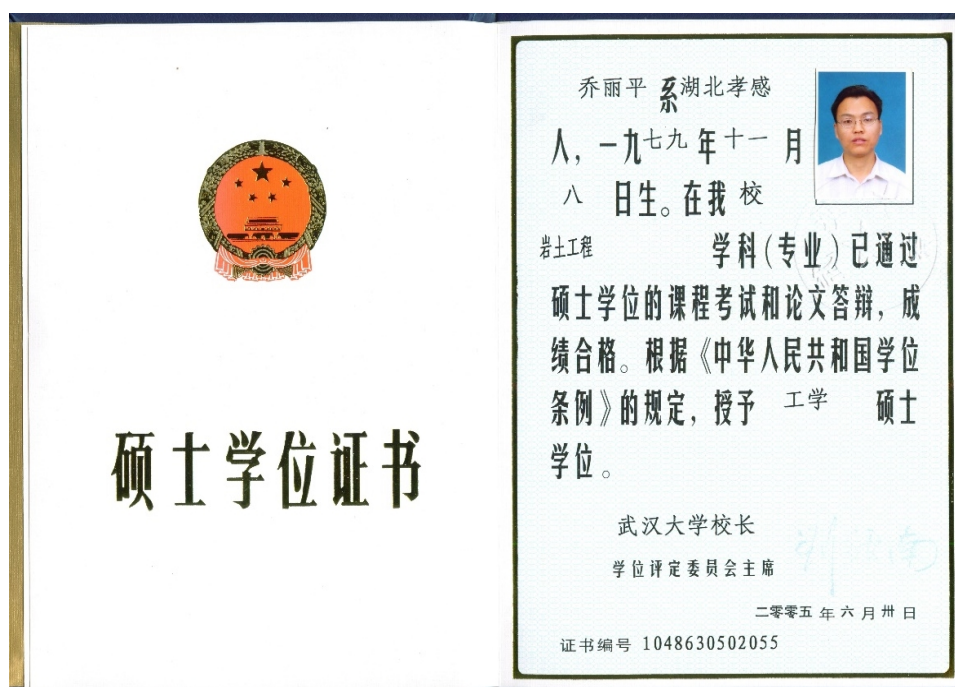 硕士学位证书
乔丽平 系 湖北孝感
人，一九七九年十一月
八 日生。在我 校
岩土工程 学科（专业）已通过
硕士学位的课程考试和论文答辩，成
绩合格。根据《中华人民共和国学位
条例》的规定，授予 工学 硕士
学位。
武汉大学校长
学位评定委员会主席
二零零五年六月卅日
证书编号 1048630502055